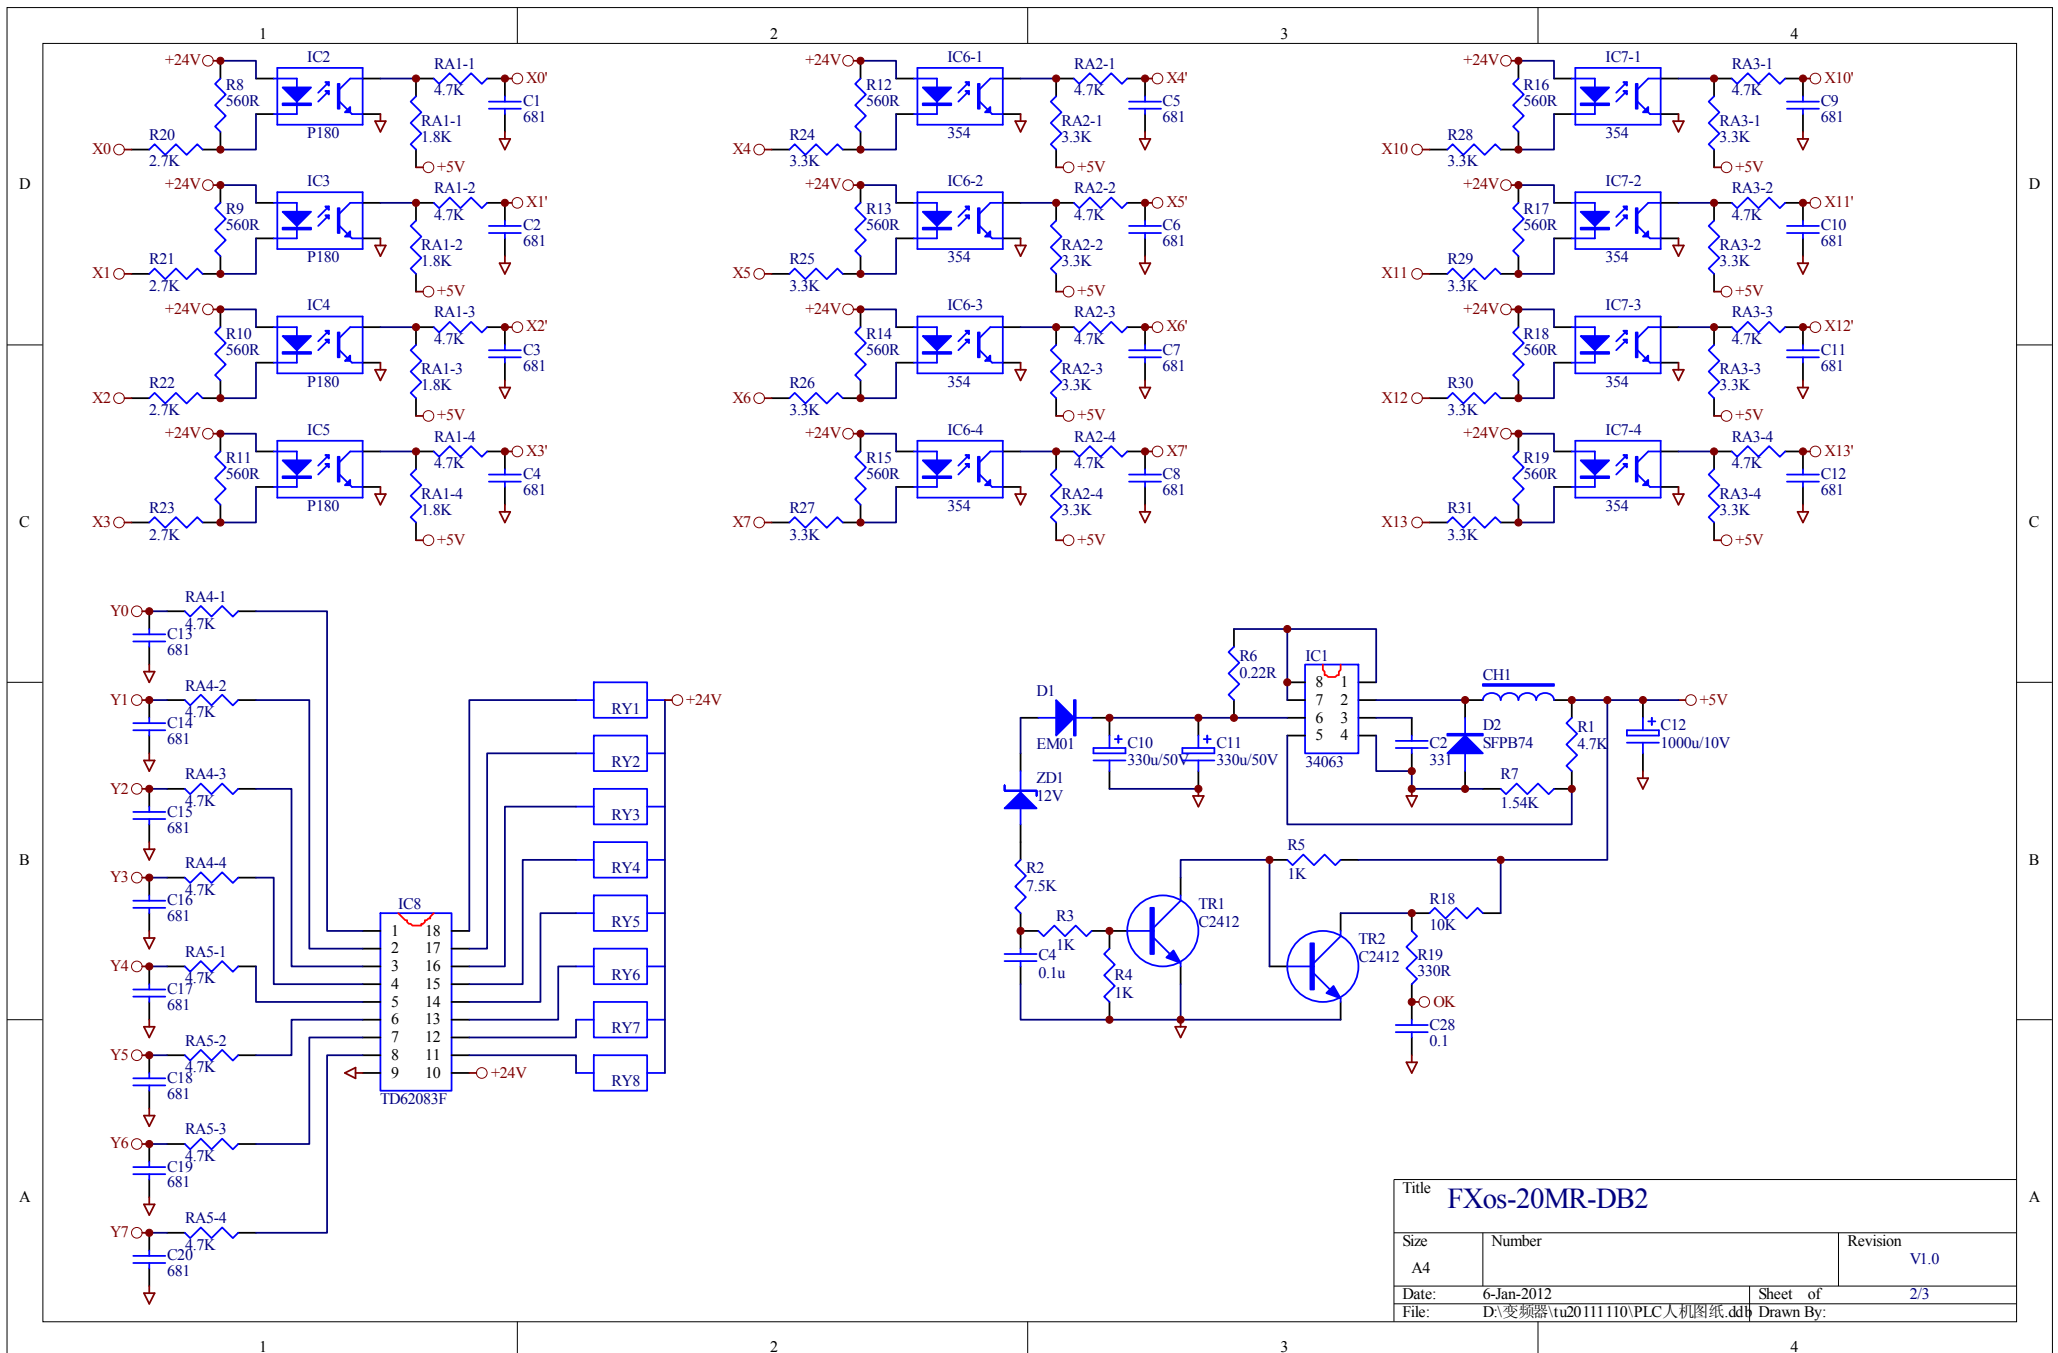 1 2 3 4
+24V IC2 RA1-1 X0'
R8 4.7K C1
560R RA1-1 681
R20 P180 1.8K
X0 2.7K +5V
+24V IC3 RA1-2 X1'
R9 4.7K C2
560R RA1-2 681
R21 P180 1.8K
X1 2.7K +5V
+24V IC4 RA1-3 X2'
R10 4.7K C3
560R RA1-3 681
R22 P180 1.8K
X2 2.7K +5V
+24V IC5 RA1-4 X3'
R11 4.7K C4
560R RA1-4 681
R23 P180 1.8K
X3 2.7K +5V
+24V IC6-1 RA2-1 X4'
R12 4.7K C5
560R RA2-1 681
R24 354 3.3K
X4 3.3K +5V
+24V IC6-2 RA2-2 X5'
R13 4.7K C6
560R RA2-2 681
R25 354 3.3K
X5 3.3K +5V
+24V IC6-3 RA2-3 X6'
R14 4.7K C7
560R RA2-3 681
R26 354 3.3K
X6 3.3K +5V
+24V IC6-4 RA2-4 X7'
R15 4.7K C8
560R RA2-4 681
R27 354 3.3K
X7 3.3K +5V
+24V IC7-1 RA3-1 X10'
R16 4.7K C9
560R RA3-1 681
R28 354 3.3K
X10 3.3K +5V
+24V IC7-2 RA3-2 X11'
R17 4.7K C10
560R RA3-2 681
R29 354 3.3K
X11 3.3K +5V
+24V IC7-3 RA3-3 X12'
R18 4.7K C11
560R RA3-3 681
R30 354 3.3K
X12 3.3K +5V
+24V IC7-4 RA3-4 X13'
R19 4.7K C12
560R RA3-4 681
R31 354 3.3K
X13 3.3K +5V
D D
C C
B B
A A
Y0 RA4-1
4.7K
C13
681
Y1 RA4-2
4.7K
C14
681
Y2 RA4-3
4.7K
C15
681
Y3 RA4-4
4.7K
C16
681
Y4 RA5-1
4.7K
C17
681
Y5 RA5-2
4.7K
C18
681
Y6 RA5-3
4.7K
C19
681
Y7 RA5-4
4.7K
C20
681
IC8
1 18
2 17
3 16
4 15
5 14
6 13
7 12
8 11
9 10 +24V
TD62083F
RY1 +24V
RY2
RY3
RY4
RY5
RY6
RY7
RY8
R6
0.22R
IC1
8 1
7 2
6 3
5 4
34063
D1
EM01
ZD1
12V
C10
330u/50V
C11
330u/50V
C2
331
D2
SFPB74
CH1
R1
4.7K
R7
1.54K
C12
1000u/10V
+5V
R2
7.5K
R3
1K
C4
0.1u
R4
1K
TR1
C2412
R5
1K
TR2
C2412
R18
10K
R19
330R
OK
C28
0.1
Title FXos-20MR-DB2
Size Number Revision
A4 V1.0
Date: 6-Jan-2012 Sheet of 2/3
File: D:\变频器\tu20111110\PLC人机图纸.ddb Drawn By:
1 2 3 4